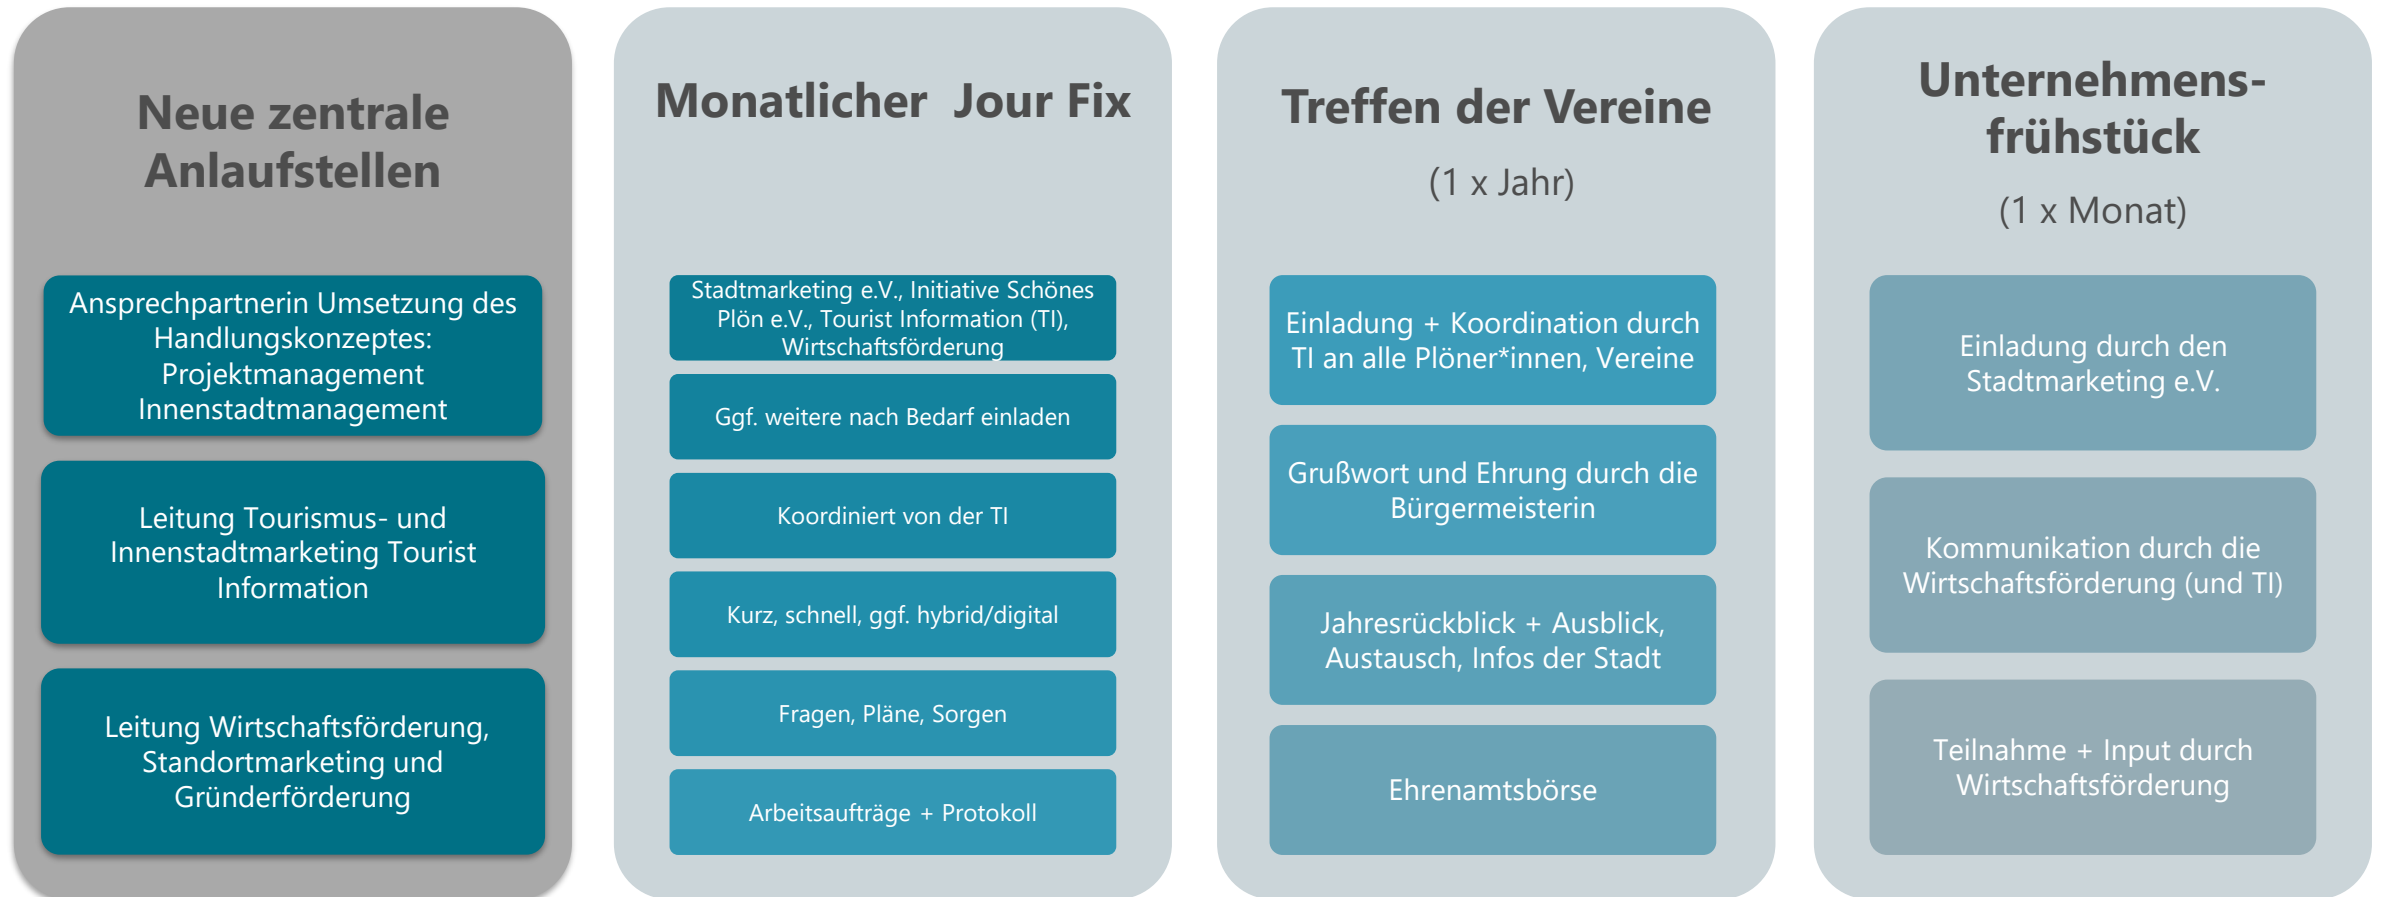 Neue zentrale
Anlaufstellen
Ansprechpartnerin Umsetzung des
Handlungskonzeptes:
Projektmanagement
Innenstadtmanagement
Leitung Tourismus- und
Innenstadtmarketing Tourist
Information
Leitung Wirtschaftsförderung,
Standortmarketing und
Gründerförderung
Monatlicher Jour Fix
Stadtmarketing e.V., Initiative Schönes
Plön e.V., Tourist Information (TI),
Wirtschaftsförderung
Ggf. weitere nach Bedarf einladen
Koordiniert von der TI
Kurz, schnell, ggf. hybrid/digital
Fragen, Pläne, Sorgen
Arbeitsaufträge + Protokoll
Treffen der Vereine
(1 x Jahr)
Einladung + Koordination durch
TI an alle Plöner*innen, Vereine
Grußwort und Ehrung durch die
Bürgermeisterin
Jahresrückblick + Ausblick,
Austausch, Infos der Stadt
Ehrenamtsbörse
Unternehmens-
frühstück
(1 x Monat)
Einladung durch den
Stadtmarketing e.V.
Kommunikation durch die
Wirtschaftsförderung (und TI)
Teilnahme + Input durch
Wirtschaftsförderung